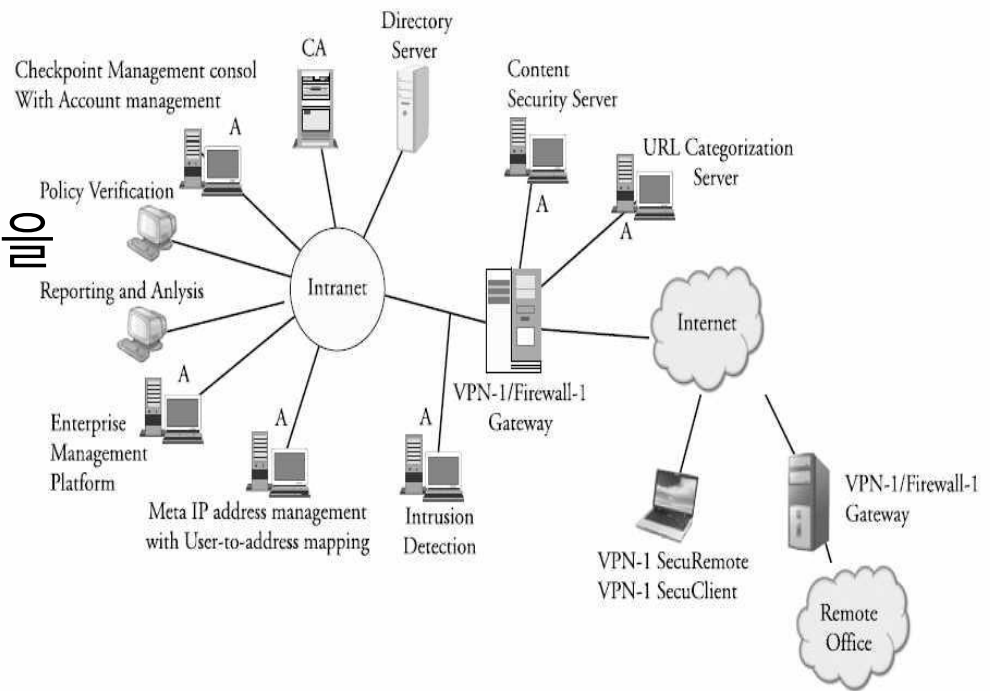 Directory
Server
CA
Checkpoint Management consol
With Account management
A
Content
Security Server
A
URL Categorization
Server
A
Policy Verification
을
Intranet
Reporting and Anlysis
Internet
VPN-1/Firewall-1
Gateway
A
Enterprise
Management
Platform
A
Meta IP address management
with User-to-address mapping
A
Intrusion
Detection
VPN-1 SecuRemote
VPN-1 SecuClient
VPN-1/Firewall-1
Gateway
Remote
Office